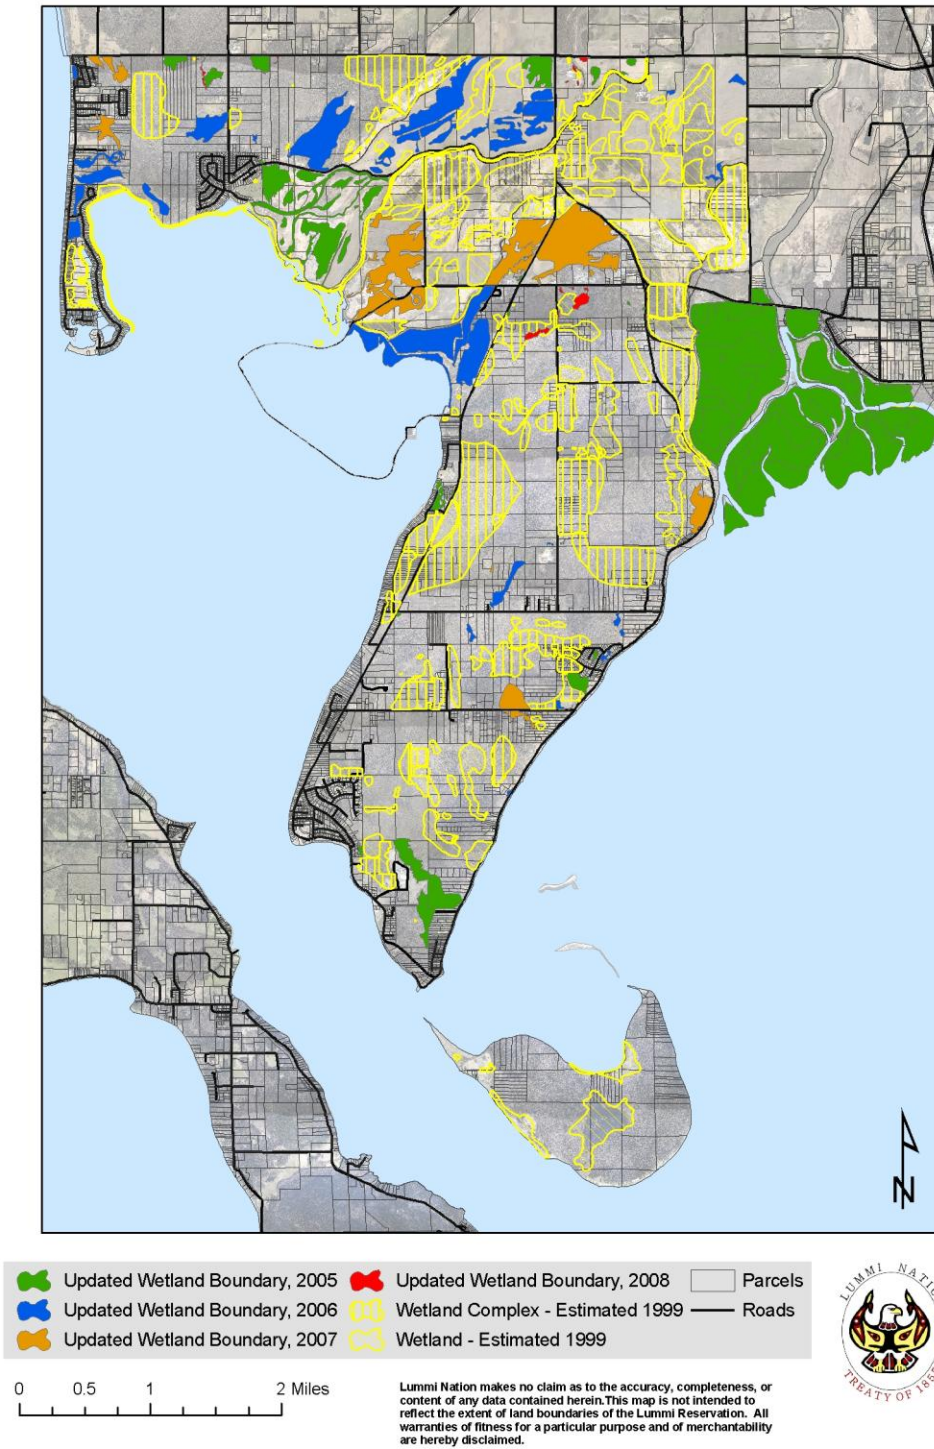 Updated Wetland Boundary, 2005
Updated Wetland Boundary, 2006
Updated Wetland Boundary, 2007
Updated Wetland Boundary, 2008
Wetland Complex - Estimated 1999
Wetland - Estimated 1999
Parcels
Roads
N
0 0.5 1 2 Miles
Lummi Nation makes no claim as to the accuracy, completeness, or
content of any data contained herein.This map is not intended to
reflect the extent of land boundaries of the Lummi Reservation. All
warranties of fitness for a particular purpose and of merchantability
are hereby disclaimed.
LUMMI
TREATY OF